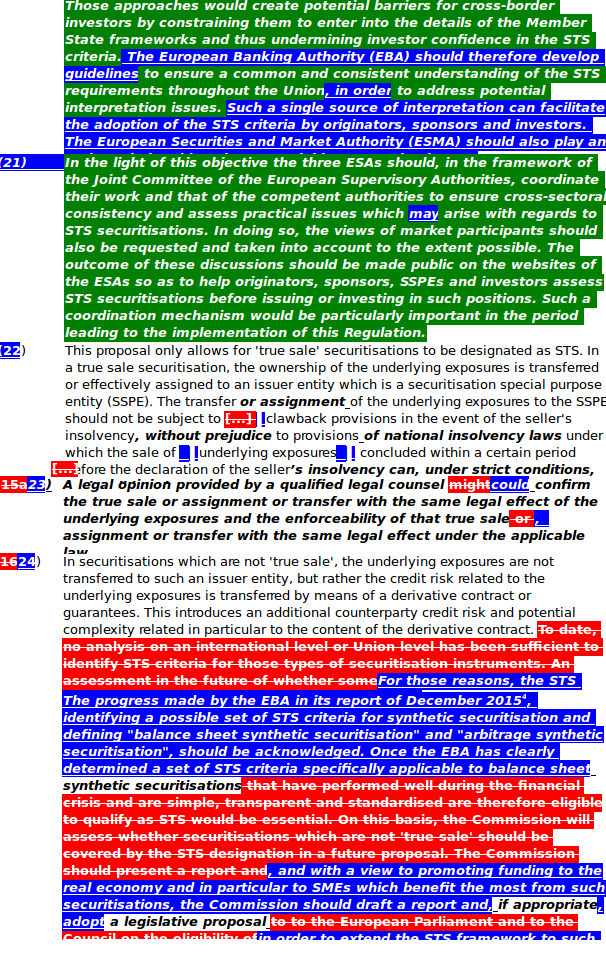 Those approaches would create potential barriers for cross-border
investors by constraining them to enter into the details of the Member
State frameworks and thus undermining investor confidence in the STS
criteria. The European Banking Authority (EBA) should therefore develop
guidelines to ensure a common and consistent understanding of the STS
requirements throughout the Union, in order to address potential
interpretation issues. Such a single source of interpretation can facilitate
the adoption of the STS criteria by originators, sponsors and investors.
The European Securities and Market Authority (ESMA) should also play an
(21) In the light of this objective the three ESAs should, in the framework of
the Joint Committee of the European Supervisory Authorities, coordinate
their work and that of the competent authorities to ensure cross-sectoral
consistency and assess practical issues which may arise with regards to
STS securitisations. In doing so, the views of market participants should
also be requested and taken into account to the extent possible. The
outcome of these discussions should be made public on the websites of
the ESAs so as to help originators, sponsors, SSPEs and investors assess
STS securitisations before issuing or investing in such positions. Such a
coordination mechanism would be particularly important in the period
leading to the implementation of this Regulation.
(22) This proposal only allows for 'true sale' securitisations to be designated as STS. In
a true sale securitisation, the ownership of the underlying exposures is transferred
or effectively assigned to an issuer entity which is a securitisation special purpose
entity (SSPE). The transfer or assignment of the underlying exposures to the SSPE
should not be subject to [...] clawback provisions in the event of the seller's
insolvency, without prejudice to provisions of national insolvency laws under
which the sale of underlying exposures concluded within a certain period
[...]efore the declaration of the seller's insolvency can, under strict conditions,
15a23) A legal opinion provided by a qualified legal counsel mightcould confirm
the true sale or assignment or transfer with the same legal effect of the
underlying exposures and the enforceability of that true sale or ,
assignment or transfer with the same legal effect under the applicable
law
1624) In securitisations which are not 'true sale', the underlying exposures are not
transferred to such an issuer entity, but rather the credit risk related to the
underlying exposures is transferred by means of a derivative contract or
guarantees. This introduces an additional counterparty credit risk and potential
complexity related in particular to the content of the derivative contract. To date,
no analysis on an international level or Union level has been sufficient to
identify STS criteria for those types of securitisation instruments. An
assessment in the future of whether someFor those reasons, the STS
The progress made by the EBA in its report of December 2015⁴,
identifying a possible set of STS criteria for synthetic securitisation and
defining "balance sheet synthetic securitisation" and "arbitrage synthetic
securitisation", should be acknowledged. Once the EBA has clearly
determined a set of STS criteria specifically applicable to balance sheet
synthetic securitisations that have performed well during the financial
crisis and are simple, transparent and standardised are therefore eligible
to qualify as STS would be essential. On this basis, the Commission will
assess whether securitisations which are not 'true sale' should be
covered by the STS designation in a future proposal. The Commission
should present a report and, and with a view to promoting funding to the
real economy and in particular to SMEs which benefit the most from such
securitisations, the Commission should draft a report and, if appropriate,
adopt a legislative proposal to to the European Parliament and to the
Council on the eligibility of in order to extend the STS framework to such